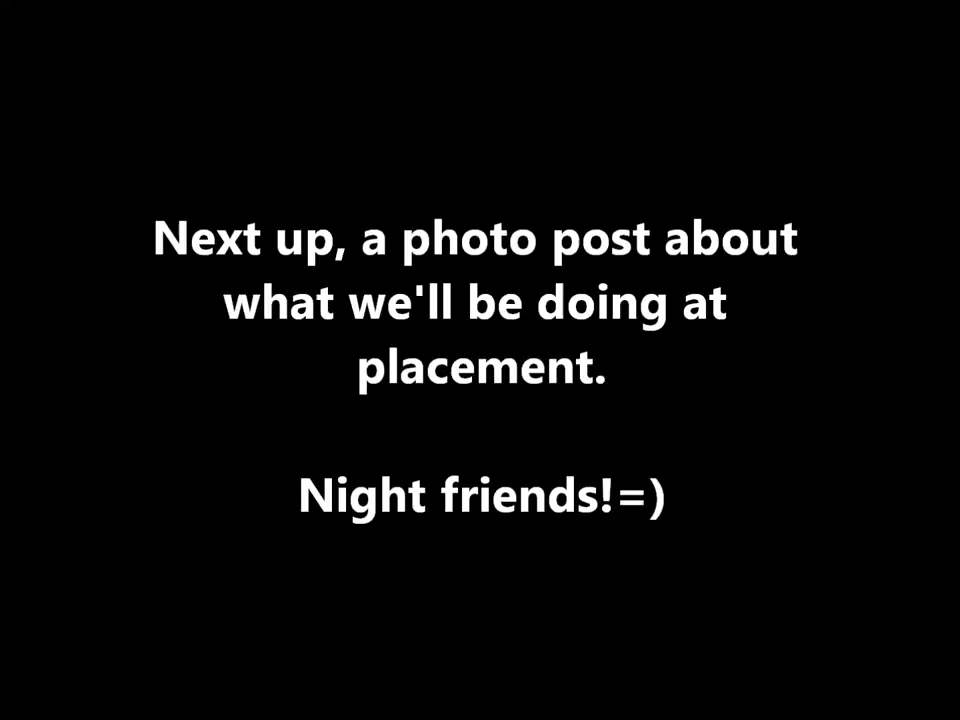 Next up, a photo post about
what we'll be doing at
placement.
Night friends!=)